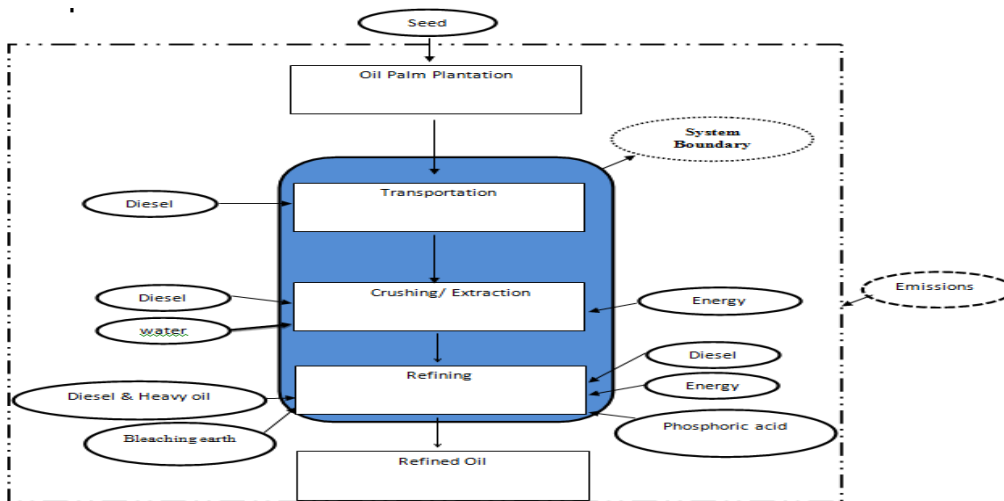 Seed
Oil Palm Plantation
System
Boundary
Transportation
Diesel
Diesel
Crushing/ Extraction
Energy
Emissions
water
Diesel
Refining
Energy
Diesel & Heavy oil
Phosphoric acid
Bleaching earth
Refined Oil